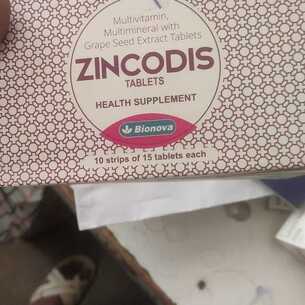 Multivitamin,
Multimineral with
Grape Seed Extract Tablets
ZINCODIS
TABLETS
HEALTH SUPPLEMENT
Bionova
10 strips of 15 tablets each